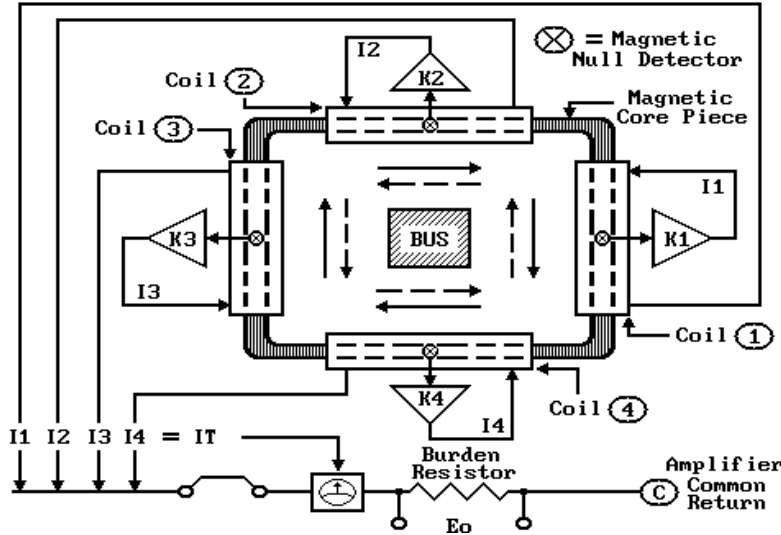 I2
K2
⊗ = Magnetic
Null Detector
Coil 2
Coil 3
Magnetic
Core Piece
I1
K3
BUS
K1
I3
Coil 1
K4
I4
Coil 4
I1 I2 I3 I4 = IT
Burden
Resistor
Amplifier
C Common
Return
Eo